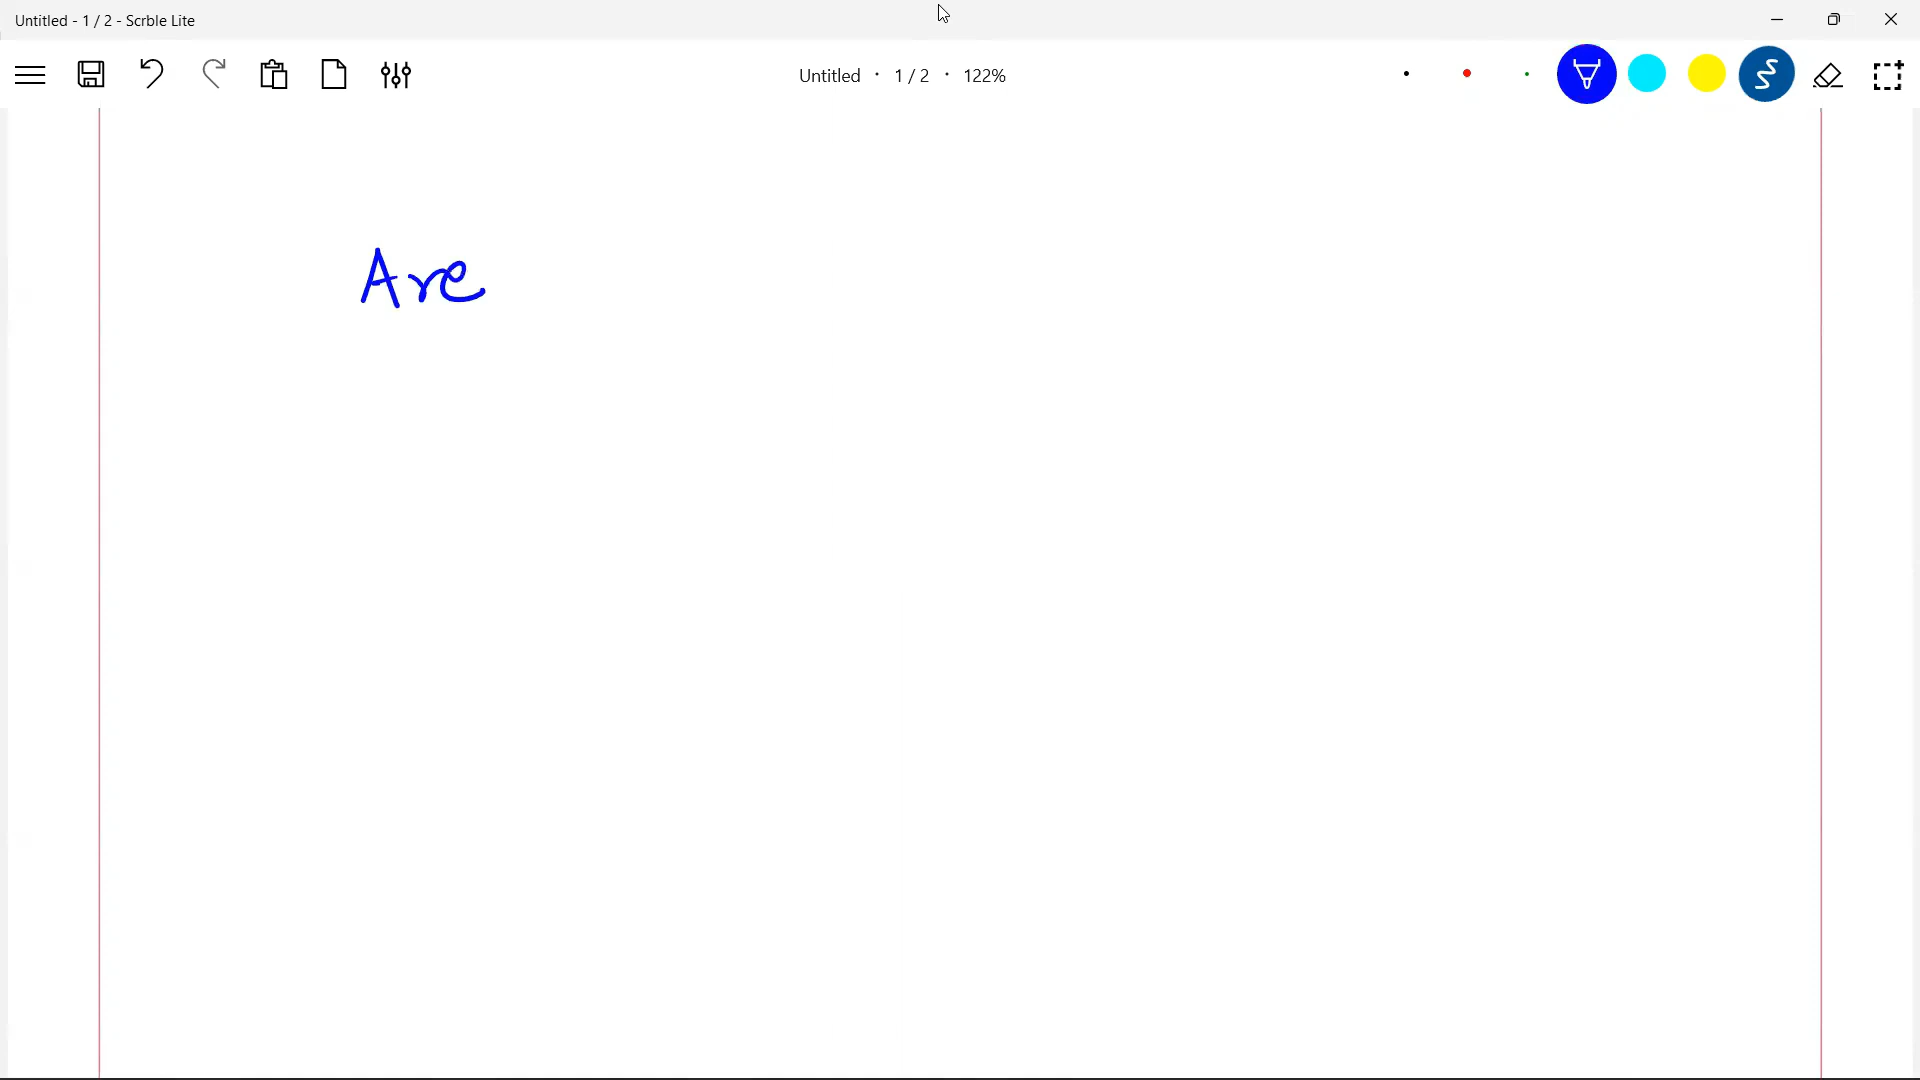 Untitled - 1 / 2 - Scrble Lite
Untitled · 1 / 2 · 122%
Are